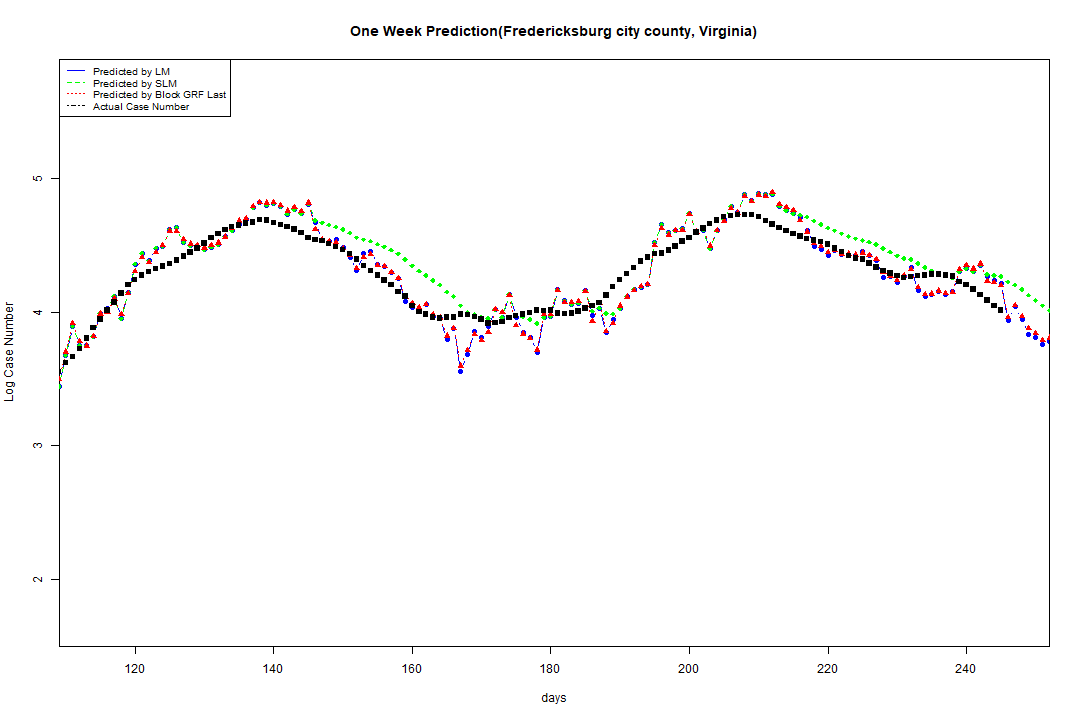 One Week Prediction(Fredericksburg city county, Virginia)
Predicted by LM
Predicted by SLM
Predicted by Block GRF Last
Actual Case Number
5
4
3
2
Log Case Number
120 140 160 180 200 220 240
days